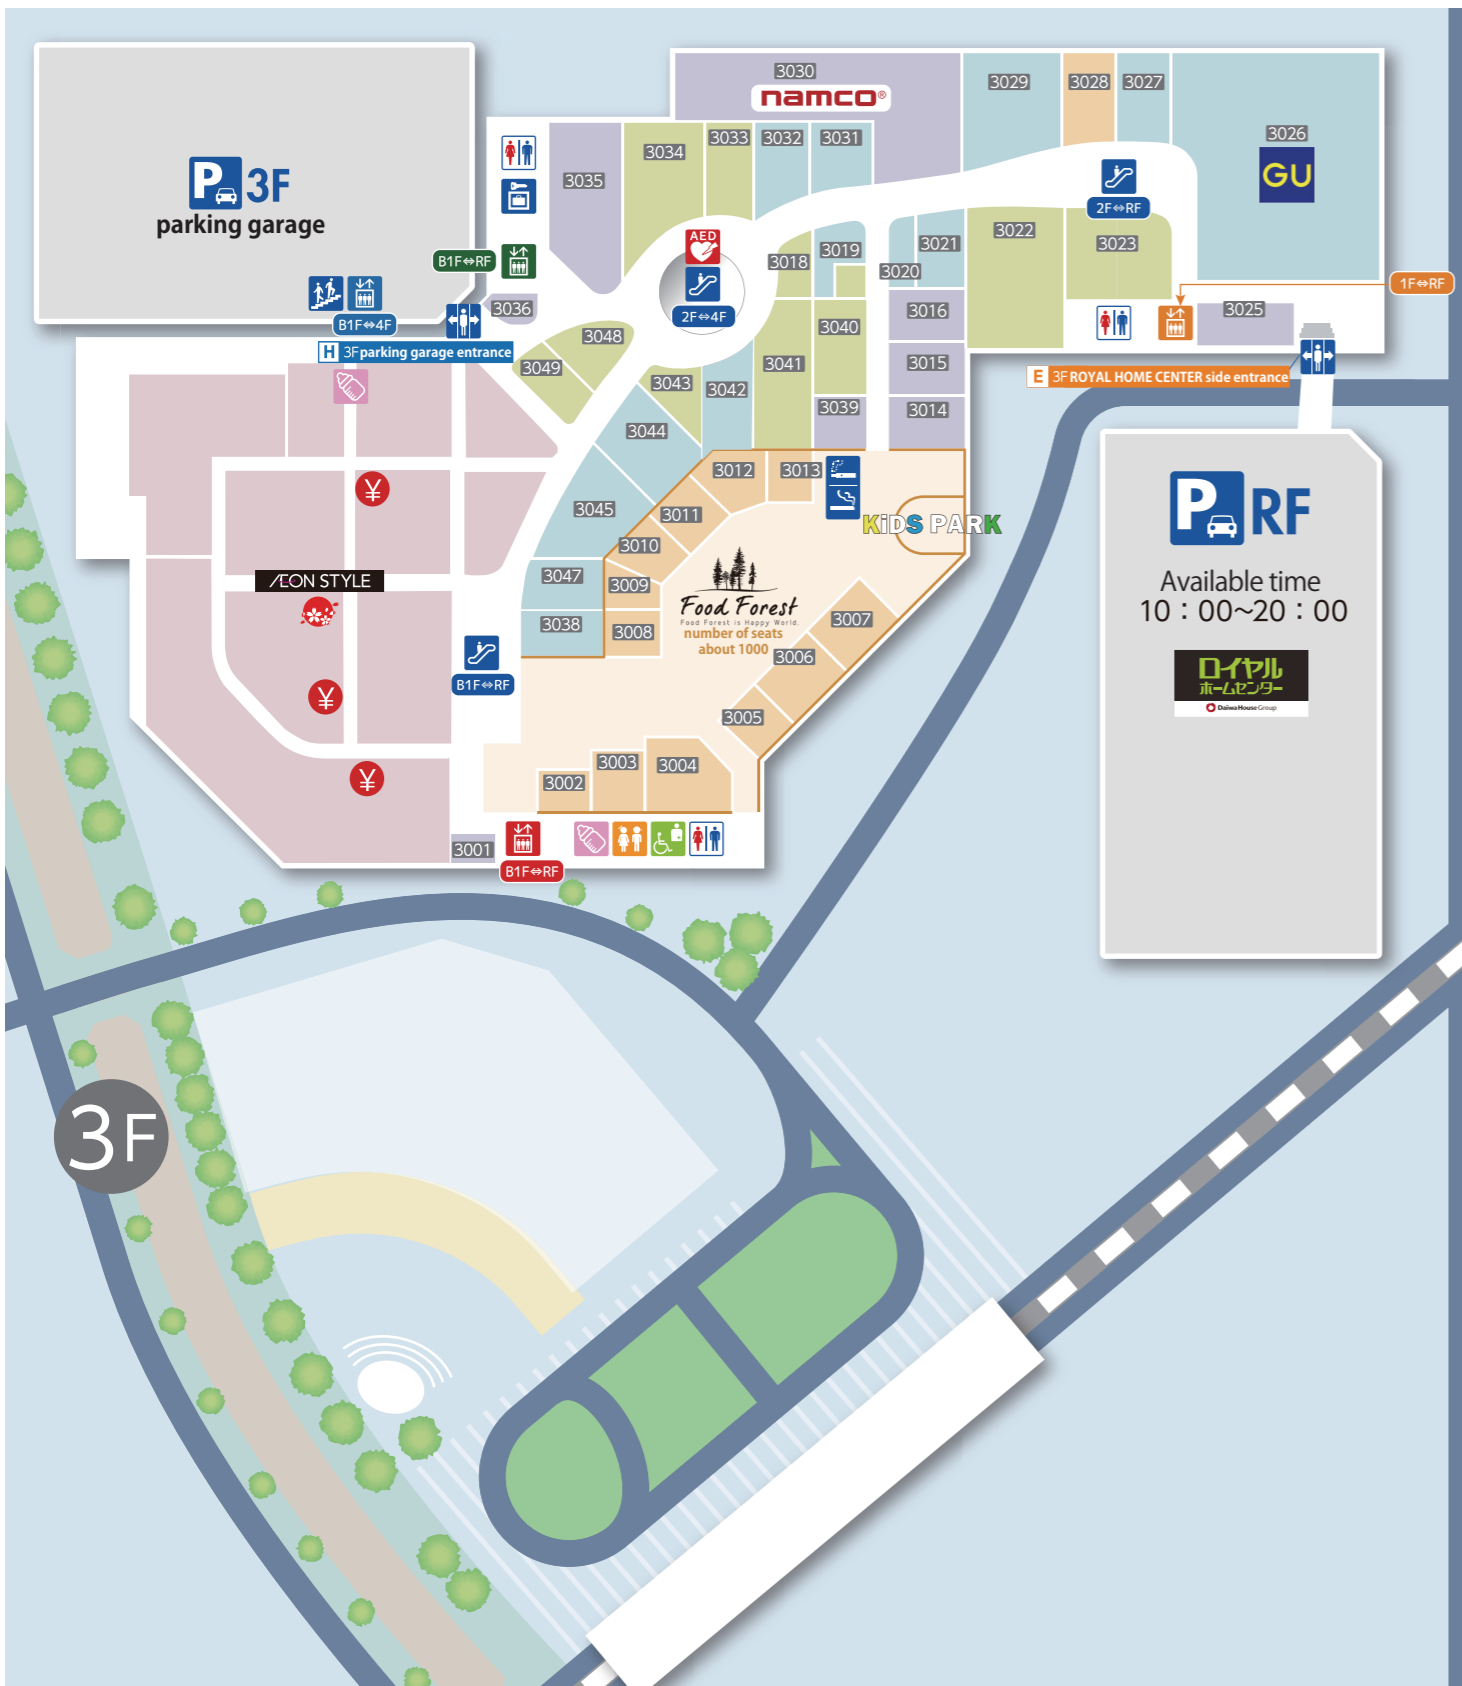 3030
namco®
3029
3028
3027
3026
GU
3033
3032
3031
3034
3035
P 3F
parking garage
2F⇔RF
AED
3022
3023
3021
3019
3018
3020
B1F⇔RF
1F⇔RF
2F⇔4F
B1F⇔4F
3036
3016
3025
3040
3048
H 3F parking garage entrance
3049
3041
3015
3043
3042
E 3F ROYAL HOME CENTER side entrance
3039
3014
3044
3012
3013
¥
3045
3011
KiDS PARK
P RF
3010
Available time
10：00～20：00
ÆON STYLE
3047
3009
Food Forest
Food Forest is Happy World.
number of seats
about 1000
3007
3038
3008
3006
B1F⇔RF
ロイヤル
ホームセンター
Daiwa House Group
¥
3005
3003
3004
3002
¥
3001
B1F⇔RF
3F